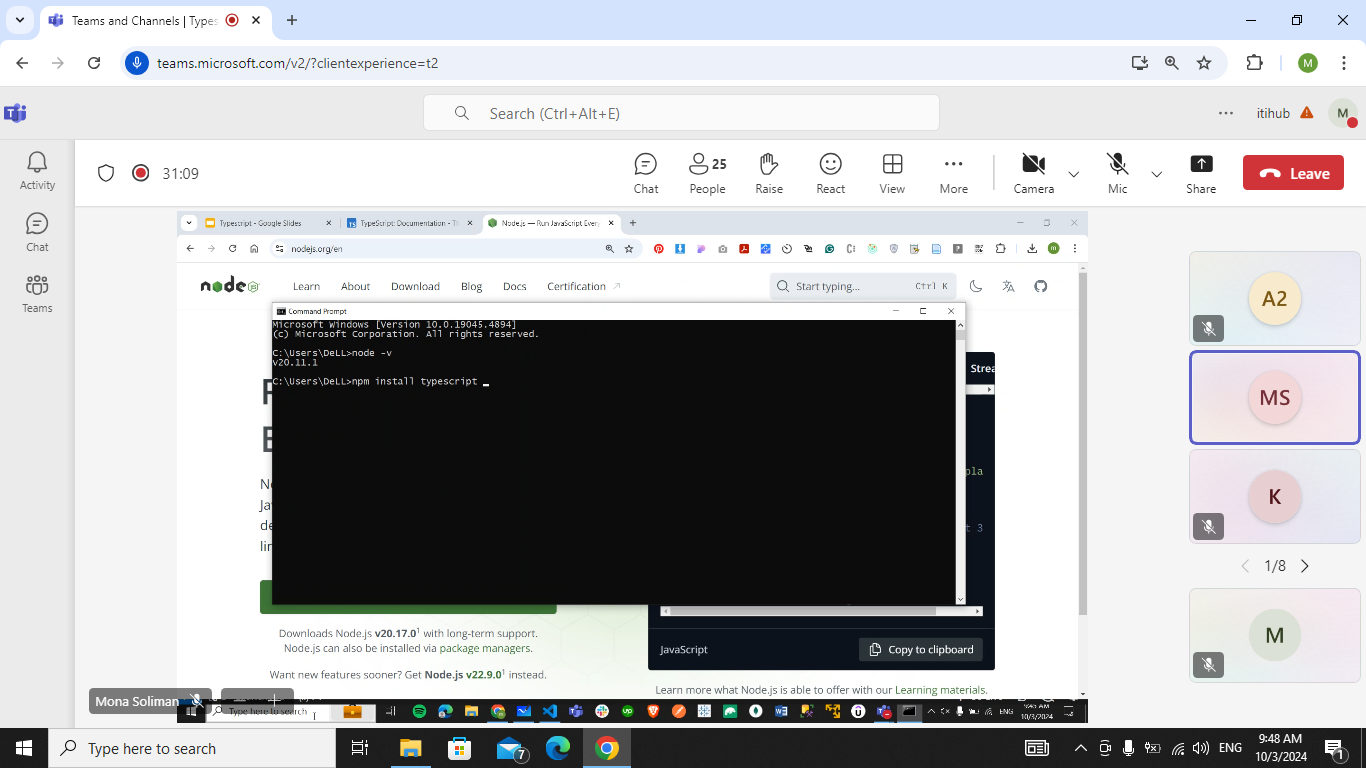 Teams and Channels | Types
teams.microsoft.com/v2/?clientexperience=t2
M
Search (Ctrl+Alt+E)
itihub
M
Activity
Chat
Teams
31:09
Chat
25
People
Raise
React
View
More
Camera
Mic
Share
Leave
Typescript - Google Slides
TypeScript: Documentation - T
Node.js — Run JavaScript Every
nodejs.org/en
node
Learn
About
Download
Blog
Docs
Certification
Start typing...
Ctrl K
Command Prompt
Microsoft Windows [Version 10.0.19045.4894]
(c) Microsoft Corporation. All rights reserved.
C:\Users\DeLL>node -v
v20.11.1
C:\Users\DeLL>npm install typescript _
Strea
pla
t 3
Downloads Node.js v20.17.0¹ with long-term support.
Node.js can also be installed via package managers.
Want new features sooner? Get Node.js v22.9.0¹ instead.
JavaScript
Copy to clipboard
Learn more what Node.js is able to offer with our Learning materials.
Mona Soliman
Type here to search
ENG
10/3/2024
A2
MS
K
1/8
M
Type here to search
7
ENG
9:48 AM
10/3/2024
1